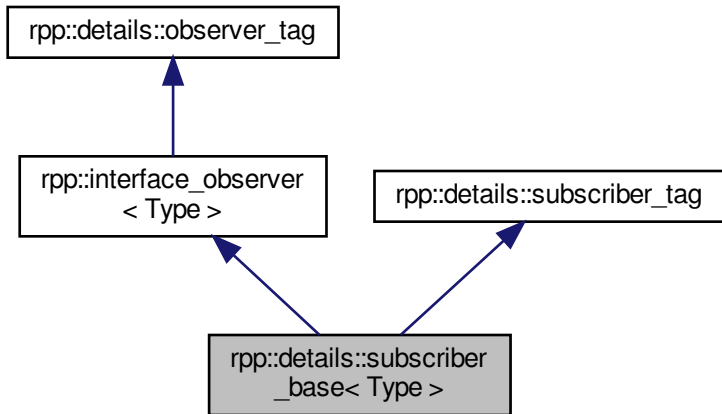 rpp::details::observer_tag
rpp::interface_observer
< Type >
rpp::details::subscriber_tag
rpp::details::subscriber
_base< Type >